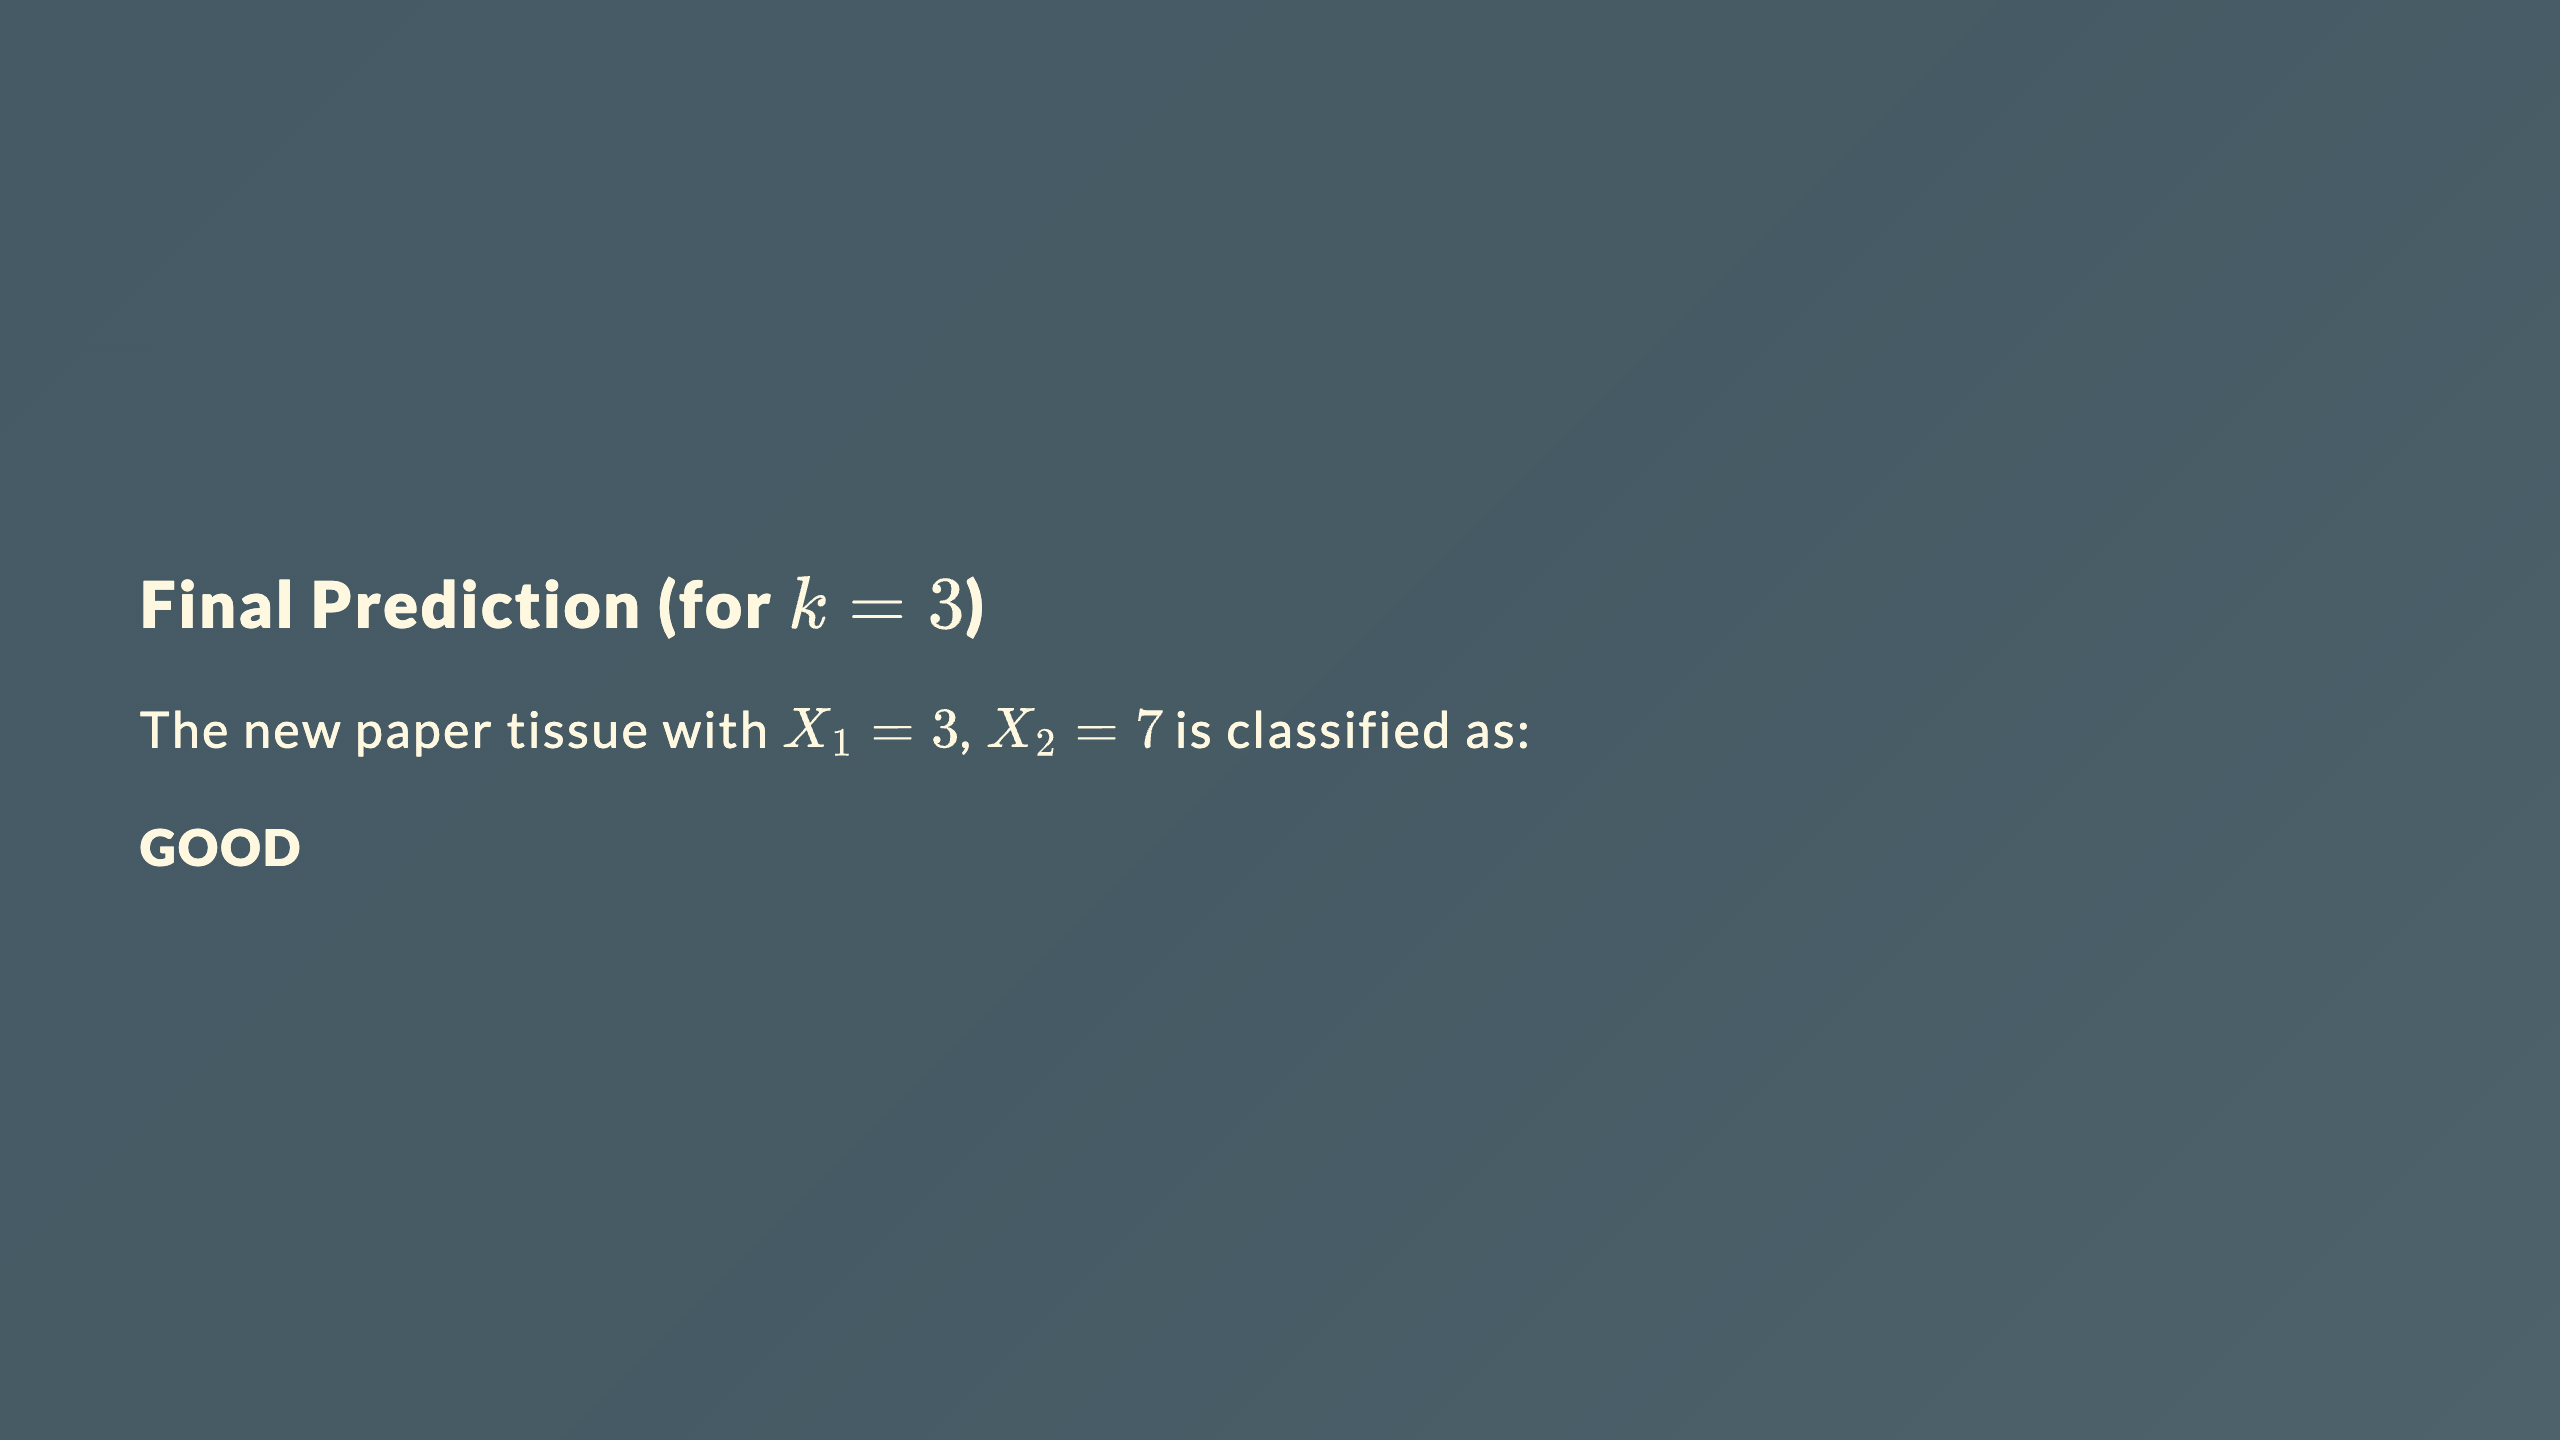 Final Prediction (for k = 3)
The new paper tissue with X₁ = 3, X₂ = 7 is classified as:
GOOD